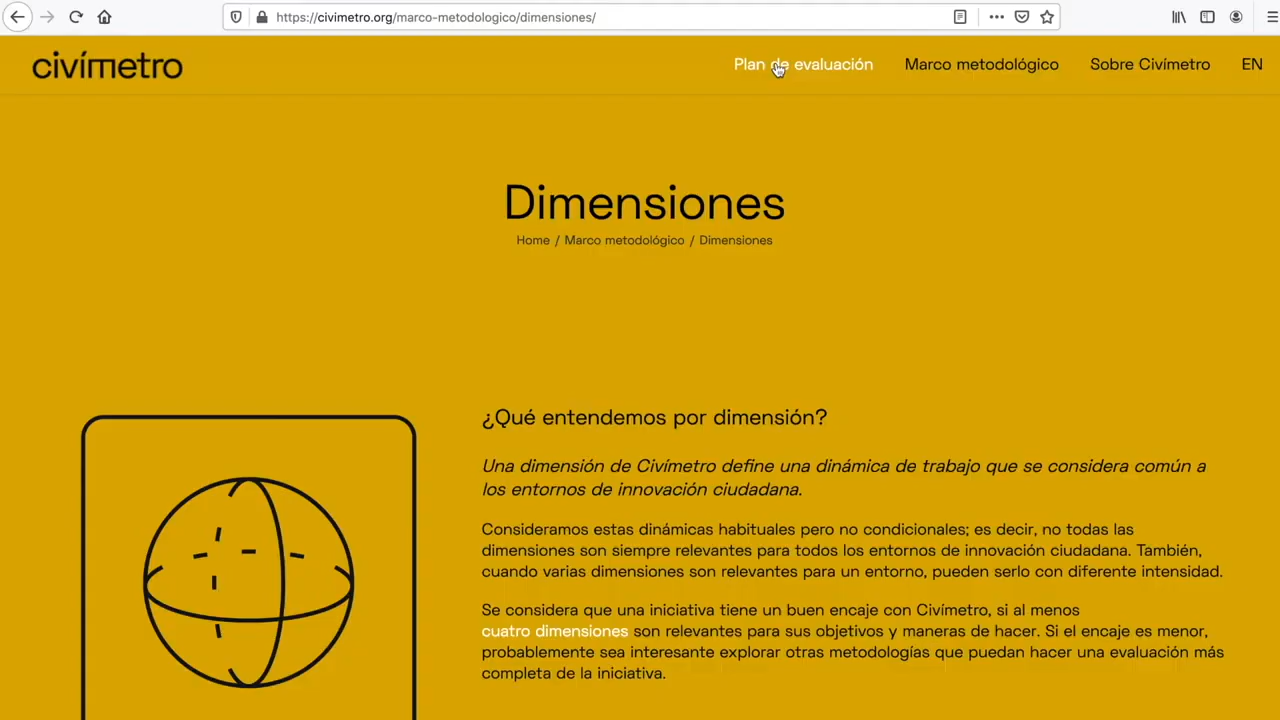 https://civimetro.org/marco-metodologico/dimensiones/
civímetro
Plan de evaluación
Marco metodológico
Sobre Civímetro
EN
Dimensiones
Home / Marco metodológico / Dimensiones
¿Qué entendemos por dimensión?
Una dimensión de Civímetro define una dinámica de trabajo que se considera común a
los entornos de innovación ciudadana.
Consideramos estas dinámicas habituales pero no condicionales; es decir, no todas las
dimensiones son siempre relevantes para todos los entornos de innovación ciudadana. También,
cuando varias dimensiones son relevantes para un entorno, pueden serlo con diferente intensidad.
Se considera que una iniciativa tiene un buen encaje con Civímetro, si al menos
cuatro dimensiones son relevantes para sus objetivos y maneras de hacer. Si el encaje es menor,
probablemente sea interesante explorar otras metodologías que puedan hacer una evaluación más
completa de la iniciativa.